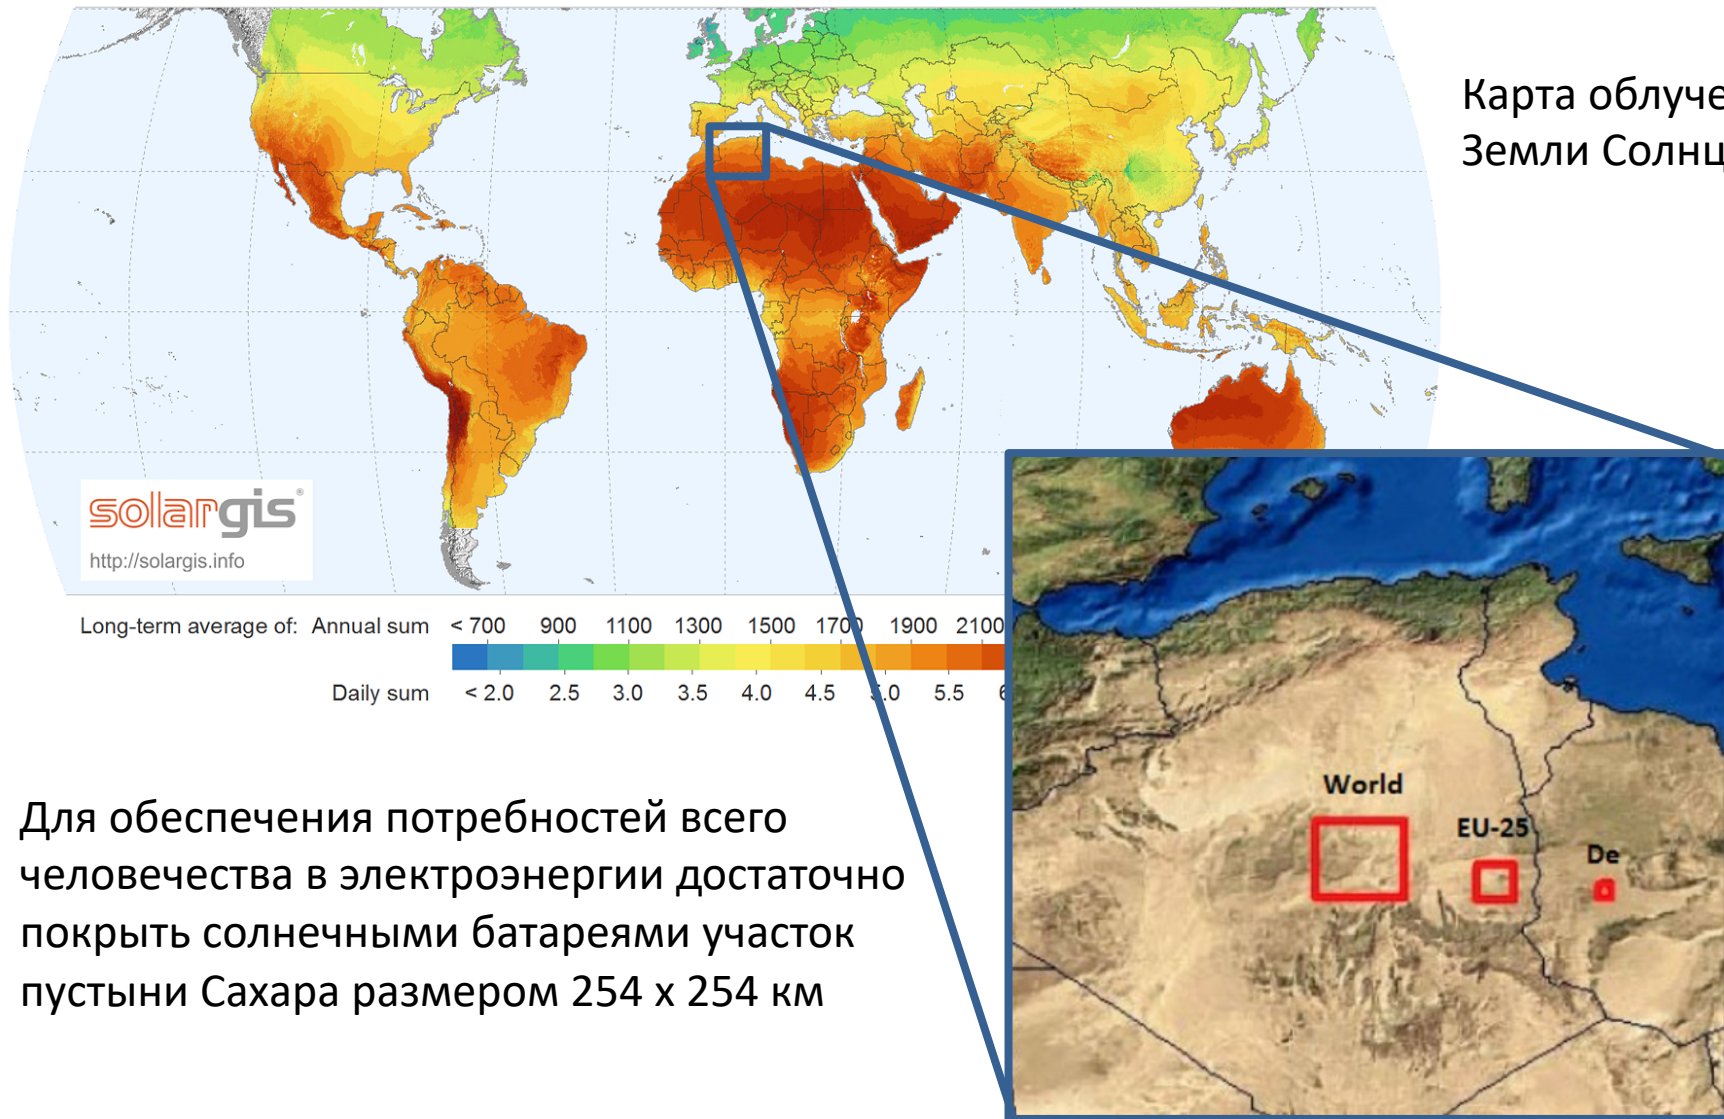 Карта облуче
Земли Солнц
solargis®
http://solargis.info
Long-term average of: Annual sum < 700 900 1100 1300 1500 1700 1900 2100
Daily sum < 2.0 2.5 3.0 3.5 4.0 4.5 5.0 5.5
World
EU-25
De
Для обеспечения потребностей всего
человечества в электроэнергии достаточно
покрыть солнечными батареями участок
пустыни Сахара размером 254 x 254 км